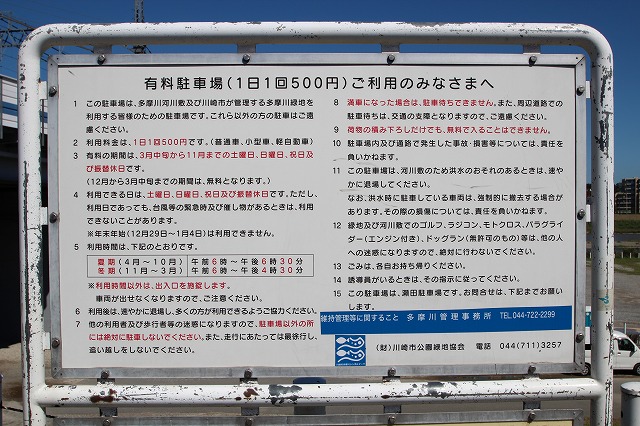 有料駐車場(1日1回500円)ご利用のみなさまへ
1 この駐車場は、多摩川河川敷及び川崎市が管理する多摩川緑地を
利用する皆様のための駐車場です。これら以外の方の駐車はご遠
慮ください。
2 利用料金は、1日1回500円です。(普通車、小型車、軽自動車)
3 有料の期間は、3月中旬から11月までの土曜日、日曜日、祝日及
び振替休日です。
(12月から3月中旬までの期間は、無料となります。)
4 利用できる日は、土曜日、日曜日、祝日及び振替休日です。ただし、
利用日であっても、台風等の緊急時及び催し物があるときは、利用
できないことがあります。
※年末年始(12月29日~1月4日)は利用できません。
5 利用時間は、下記のとおりです。
夏期(4月~10月) 午前6時~午後6時30分
冬期(11月~3月) 午前6時~午後4時30分
※利用時間以外は、出入口を施錠します。
車両が出せなくなりますので、ご注意ください。
6 利用後は、速やかに退場し、多くの方が利用できるようご協力ください。
7 他の利用者及び歩行者等の迷惑になりますので、駐車場以外の所
には絶対に駐車しないでください。また、走行にあたっては最徐行し、
追い越しをしないでください。
8 満車になった場合は、駐車待ちできません。また、周辺道路での
駐車待ちは、交通の支障となりますので、ご遠慮ください。
9 荷物の積み下ろしだけでも、無料で入ることはできません。
10 駐車場内及び通路で発生した事故・損害等については、責任を
負いかねます。
11 この駐車場は、河川敷のため洪水のおそれのあるときは、速や
かに退場してください。
なお、洪水時に駐車している車両は、強制的に撤去する場合が
あります。その際の損傷については、責任を負いかねます。
12 緑地及び河川敷でのゴルフ、ラジコン、モトクロス、パラグライ
ダー(エンジン付き)、ドッグラン(無許可のもの)等は、他の人
への迷惑になりますので、絶対に行わないでください。
13 ごみは、各自お持ち帰りください。
14 誘導員がいるときは、その指示に従ってください。
15 この駐車場は、瀬田駐車場です。お問合せは、下記までお願い
します。
維持管理等に関すること 多摩川管理事務所 TEL.044-722-2299
(財)川崎市公園緑地協会 電話 044(711)3257